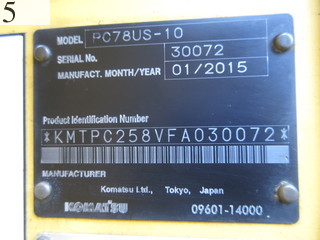 5
MODEL PC78US-10
SERIAL No. 30072
MANUFACT. MONTH/YEAR 01/2015
Product Identification Number
*KMTPC258VFA030072*
MANUFACTURER
Komatsu Ltd., Tokyo, Japan
KOMATSU 09601-14000